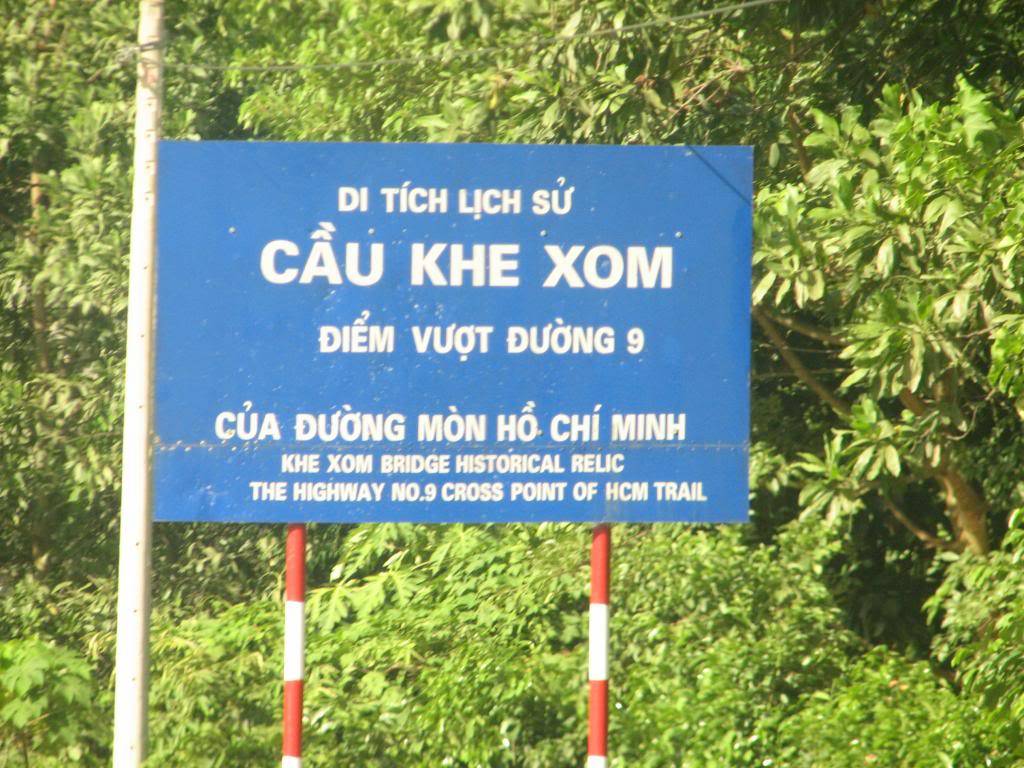 DI TÍCH LỊCH SỬ
CẦU KHE XOM
ĐIỂM VƯỢT ĐƯỜNG 9
CỦA ĐƯỜNG MÒN HỒ CHÍ MINH
KHE XOM BRIDGE HISTORICAL RELIC
THE HIGHWAY NO.9 CROSS POINT OF HCM TRAIL